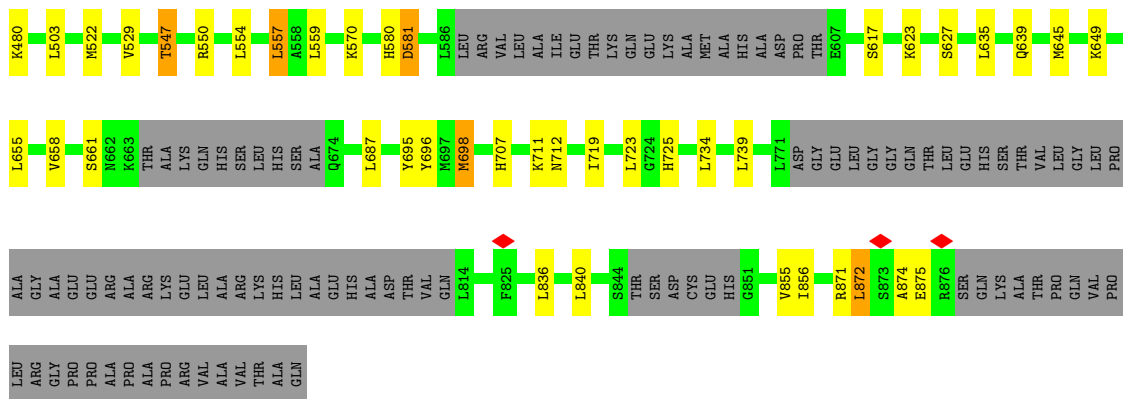 K480 L503 M522 V529 T547 R550 L554 L557 A558 L559 K570 H580 D581 L586 LEU ARG VAL LEU ALA ILE GLU THR LYS GLN GLU LYS ALA MET ALA HIS ALA ASP PRO THR E607 S617 K623 S627 L635 Q639 M645 K649
L655 V658 S661 N662 K663 THR ALA LYS GLN HIS SER LEU HIS SER ALA Q674 L687 Y695 Y696 M697 M698 H707 K711 N712 I719 L723 G724 H725 L734 L739 L771 ASP GLY GLU LEU GLY GLY GLN THR LEU GLU HIS SER THR VAL LEU GLY LEU PRO
ALA GLY ALA GLU GLU ARG ALA ARG LYS GLU LEU ALA ARG LYS HIS LEU ALA GLU HIS ALA ASP THR VAL GLN L814 F825 L836 L840 S844 THR SER ASP CYS GLU HIS G851 V855 I856 R871 L872 S873 A874 E875 R876 SER GLN LYS ALA THR PRO GLN VAL PRO
LEU ARG GLY PRO PRO ALA PRO ALA PRO ARG VAL ALA VAL THR ALA GLN